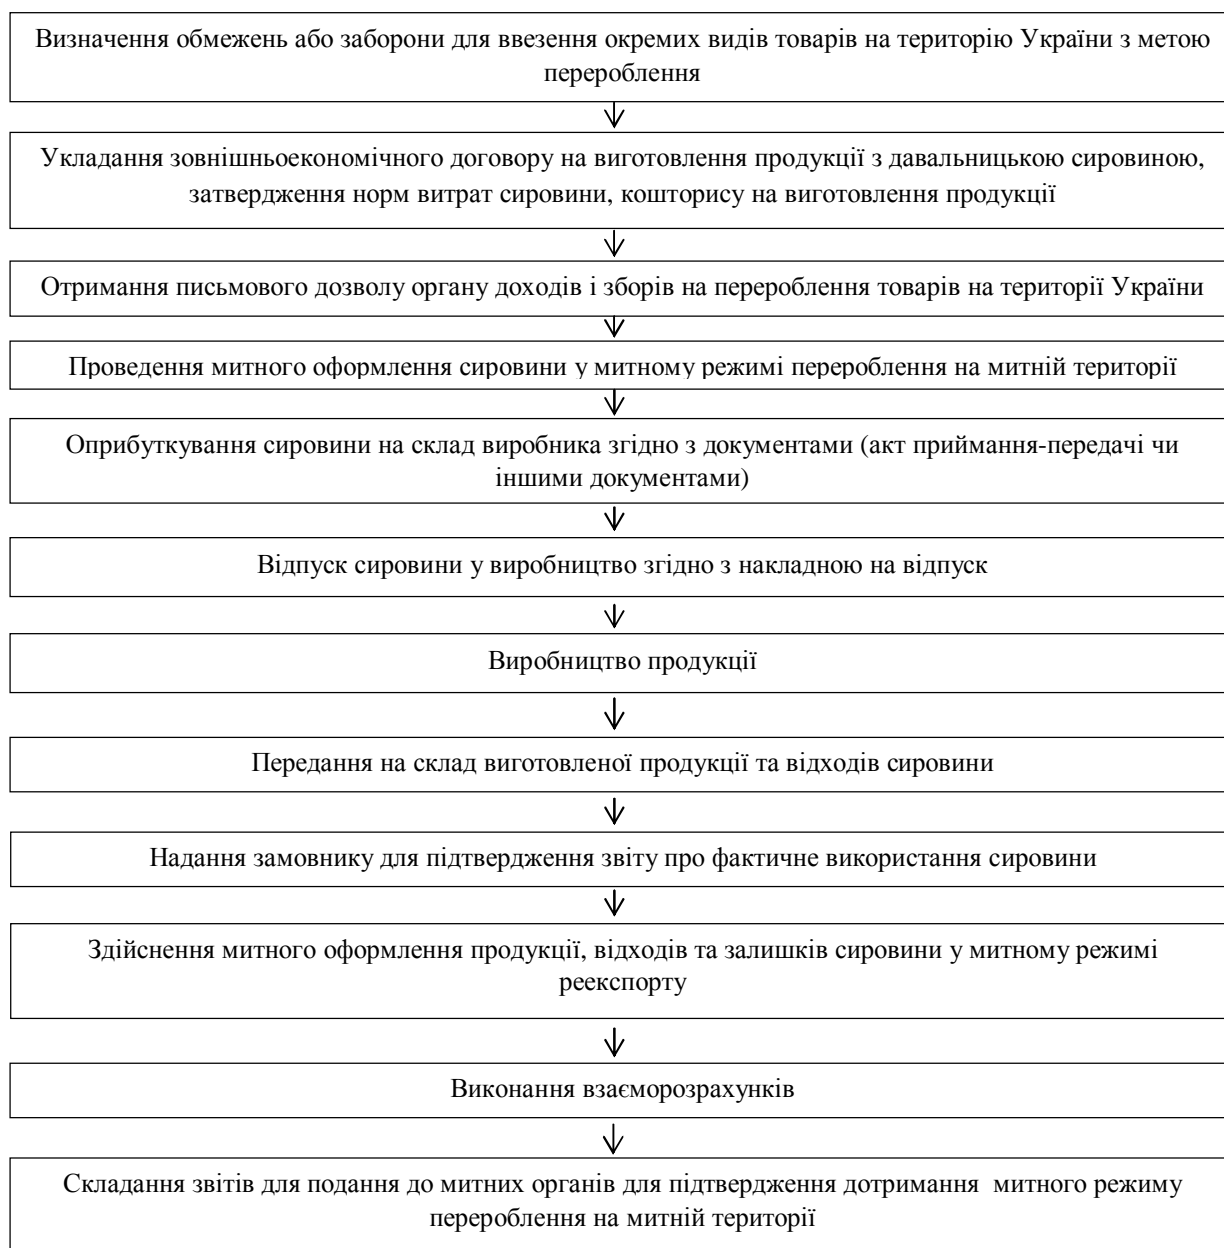 Визначення обмежень або заборони для ввезення окремих видів товарів на територію України з метою
перероблення
Укладання зовнішньоекономічного договору на виготовлення продукції з давальницькою сировиною,
затвердження норм витрат сировини, кошторису на виготовлення продукції
Отримання письмового дозволу органу доходів і зборів на перероблення товарів на території України
Проведення митного оформлення сировини у митному режимі перероблення на митній території
Оприбуткування сировини на склад виробника згідно з документами (акт приймання-передачі чи
іншими документами)
Відпуск сировини у виробництво згідно з накладною на відпуск
Виробництво продукції
Передання на склад виготовленої продукції та відходів сировини
Надання замовнику для підтвердження звіту про фактичне використання сировини
Здійснення митного оформлення продукції, відходів та залишків сировини у митному режимі
реекспорту
Виконання взаєморозрахунків
Складання звітів для подання до митних органів для підтвердження дотримання  митного режиму
перероблення на митній території